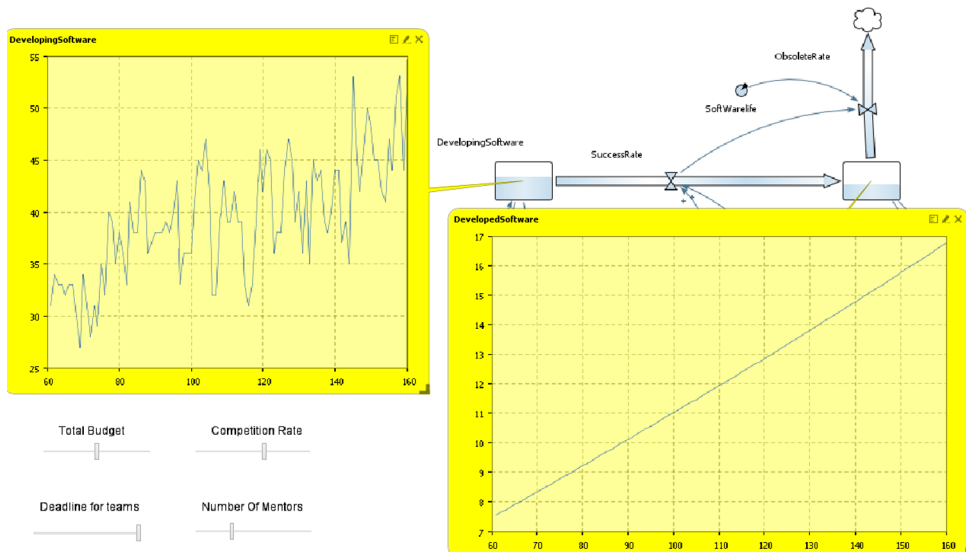 DevelopingSoftware
55
50
45
40
35
30
25
60 80 100 120 140 160
ObsoleteRate
SoftWarelife
DevelopingSoftware
SuccessRate
DevelopedSoftware
17
16
15
14
13
12
11
10
9
8
7
60 70 80 90 100 110 120 130 140 150 160
Total Budget Competition Rate
Deadline for teams Number Of Mentors